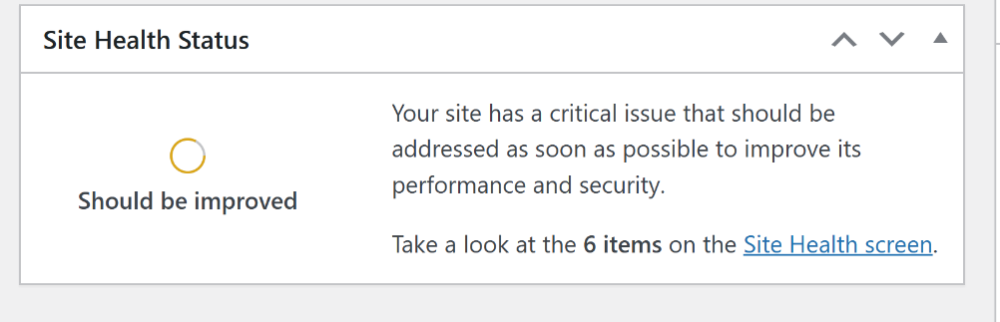 Site Health Status
Should be improved
Your site has a critical issue that should be
addressed as soon as possible to improve its
performance and security.
Take a look at the 6 items on the Site Health screen.